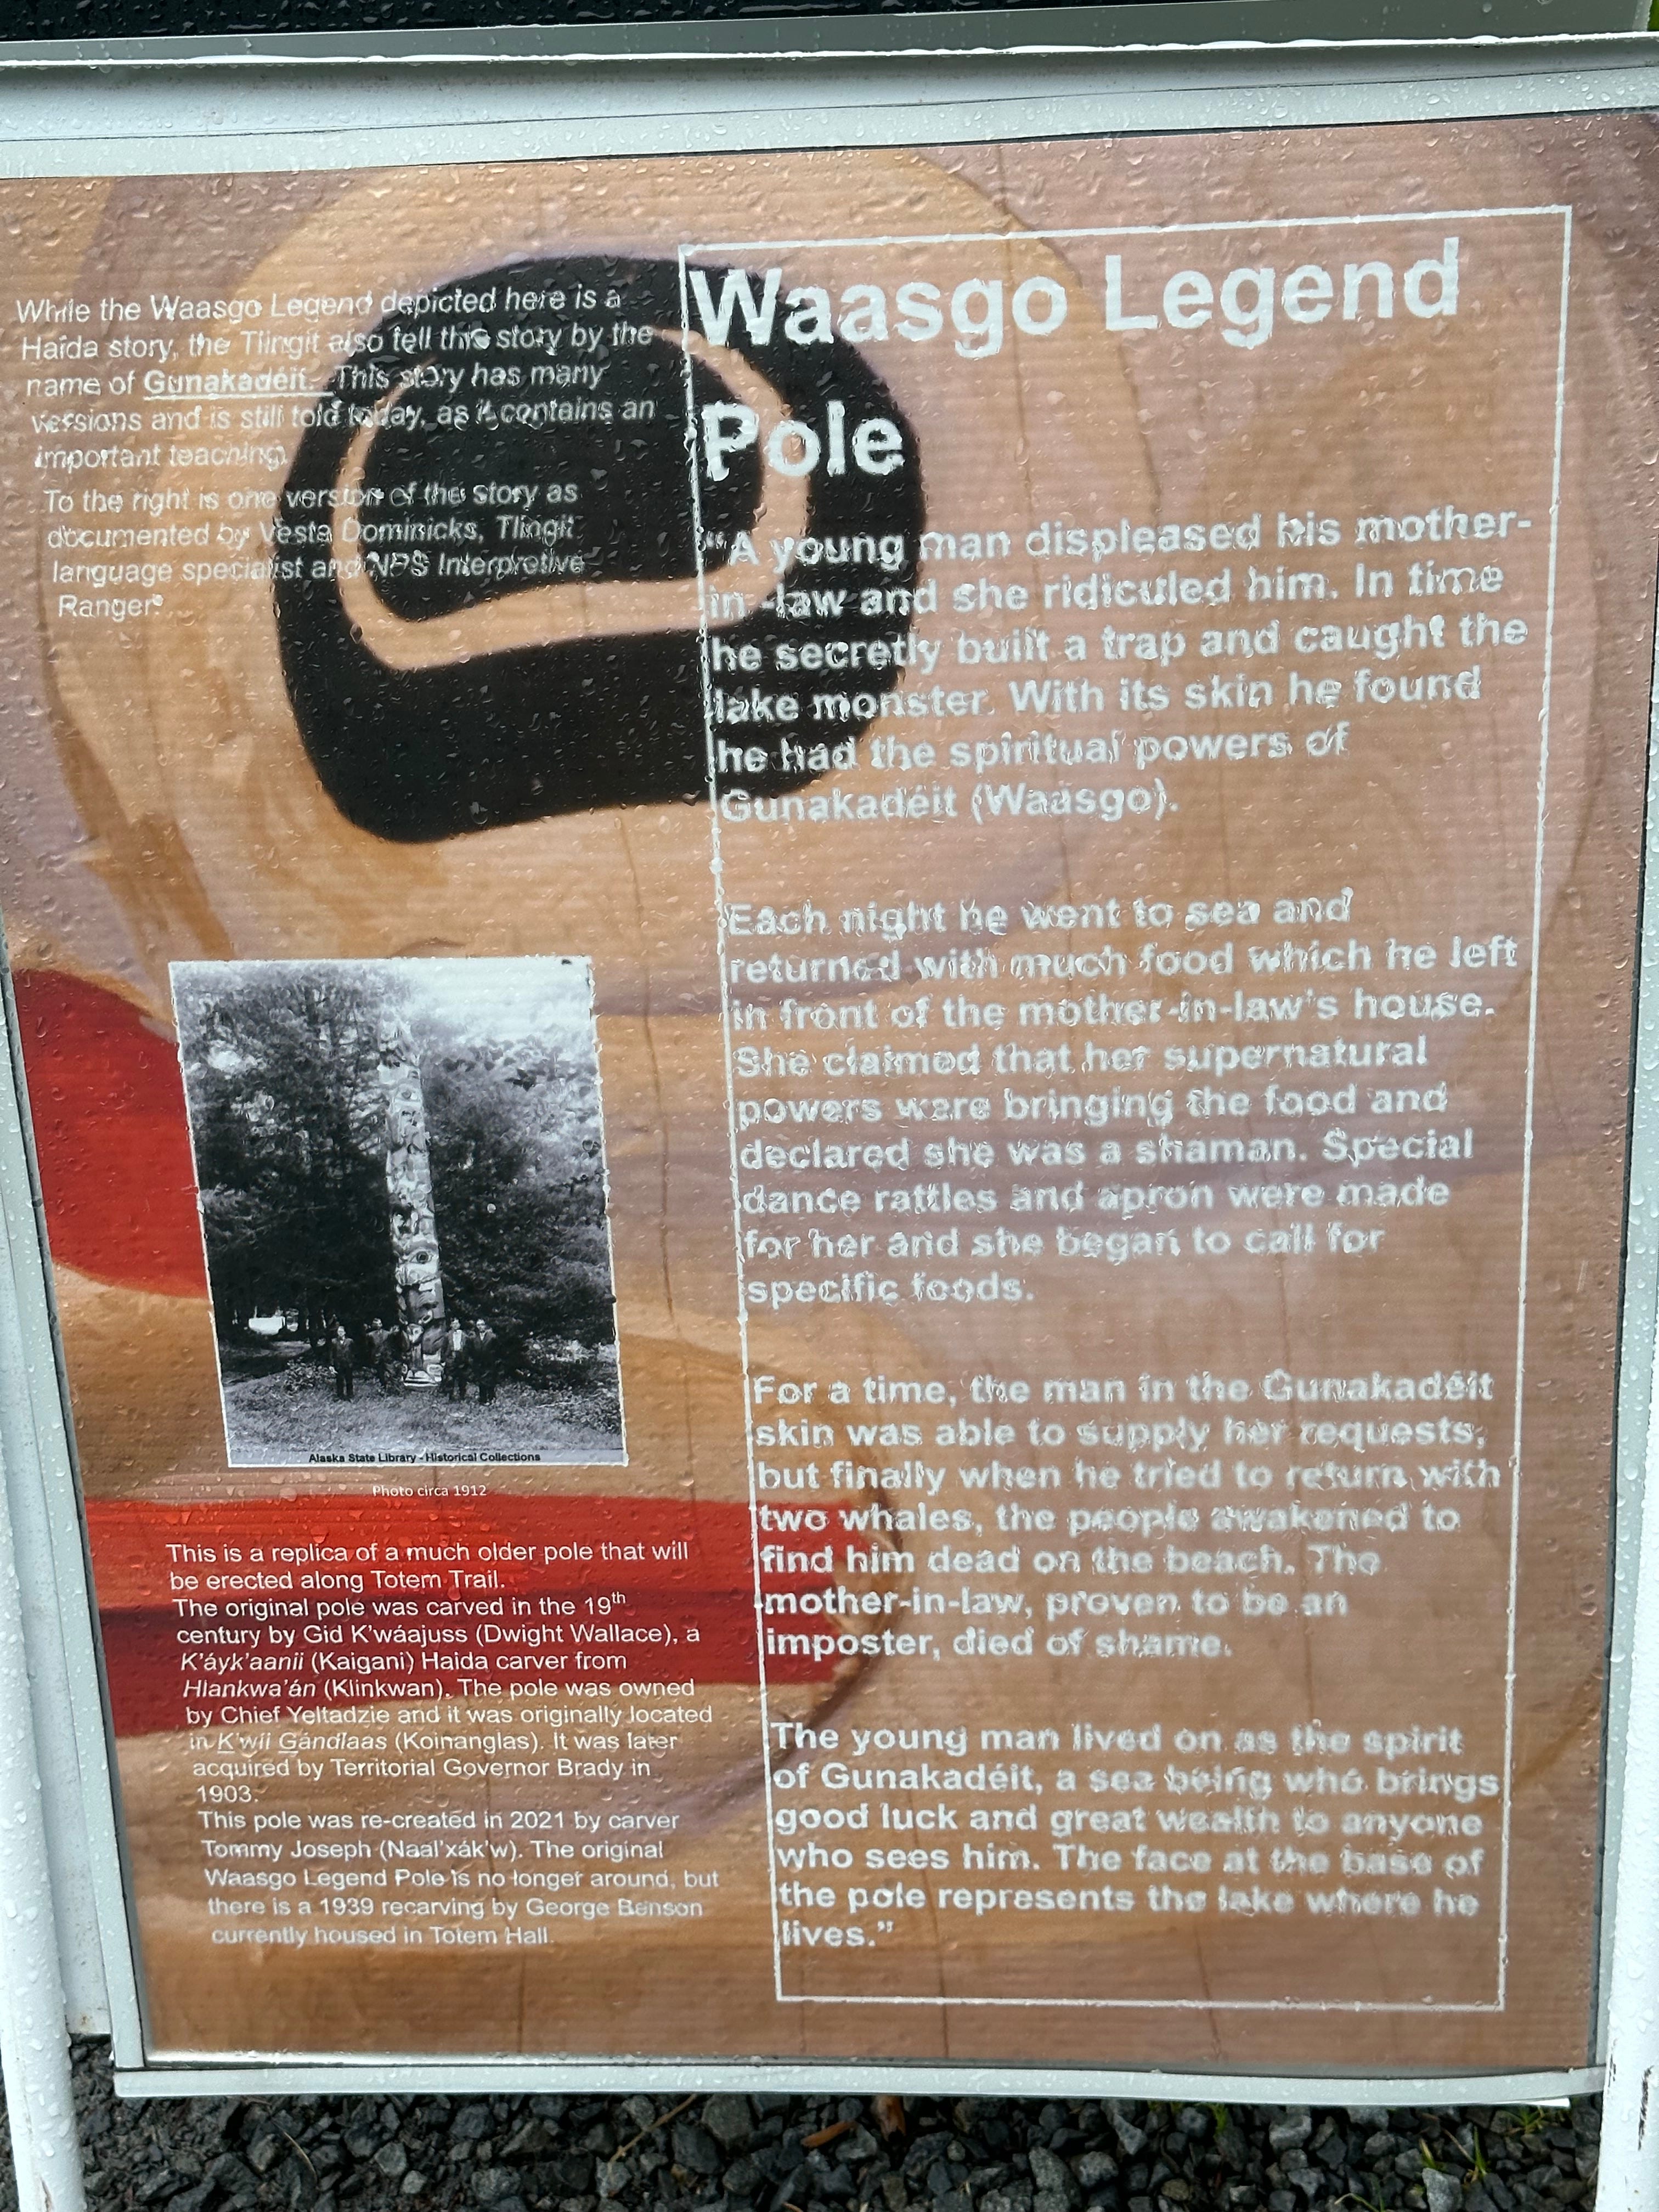 While the Waasgo Legend depicted here is a
Haida story, the Tlingit also tell this story by the
name of Gunakadéit. This story has many
versions and is still told today, as it contains an
important teaching.
To the right is one version of the story as
documented by Vesta Dominicks, Tlingit
language specialist and NPS Interpretive
Ranger.
Alaska State Library - Historical Collections
Photo circa 1912
This is a replica of a much older pole that will
be erected along Totem Trail.
The original pole was carved in the 19th
century by Gid K'wáajuss (Dwight Wallace), a
K'áyk'aanii (Kaigani) Haida carver from
Hlankwa'án (Klinkwan). The pole was owned
by Chief Yeltadzie and it was originally located
in K'wíi Gándlaas (Koinanglas). It was later
acquired by Territorial Governor Brady in
1903.
This pole was re-created in 2021 by carver
Tommy Joseph (Naal'xák'w). The original
Waasgo Legend Pole is no longer around, but
there is a 1939 recarving by George Benson
currently housed in Totem Hall.
Waasgo Legend
Pole
"A young man displeased his mother-
in -law and she ridiculed him. In time
he secretly built a trap and caught the
lake monster. With its skin he found
he had the spiritual powers of
Gunakadéit (Waasgo).
Each night he went to sea and
returned with much food which he left
in front of the mother-in-law's house.
She claimed that her supernatural
powers were bringing the food and
declared she was a shaman. Special
dance rattles and apron were made
for her and she began to call for
specific foods.
For a time, the man in the Gunakadéit
skin was able to supply her requests,
but finally when he tried to return with
two whales, the people awakened to
find him dead on the beach. The
mother-in-law, proven to be an
imposter, died of shame.
The young man lived on as the spirit
of Gunakadéit, a sea being who brings
good luck and great wealth to anyone
who sees him. The face at the base of
the pole represents the lake where he
lives."